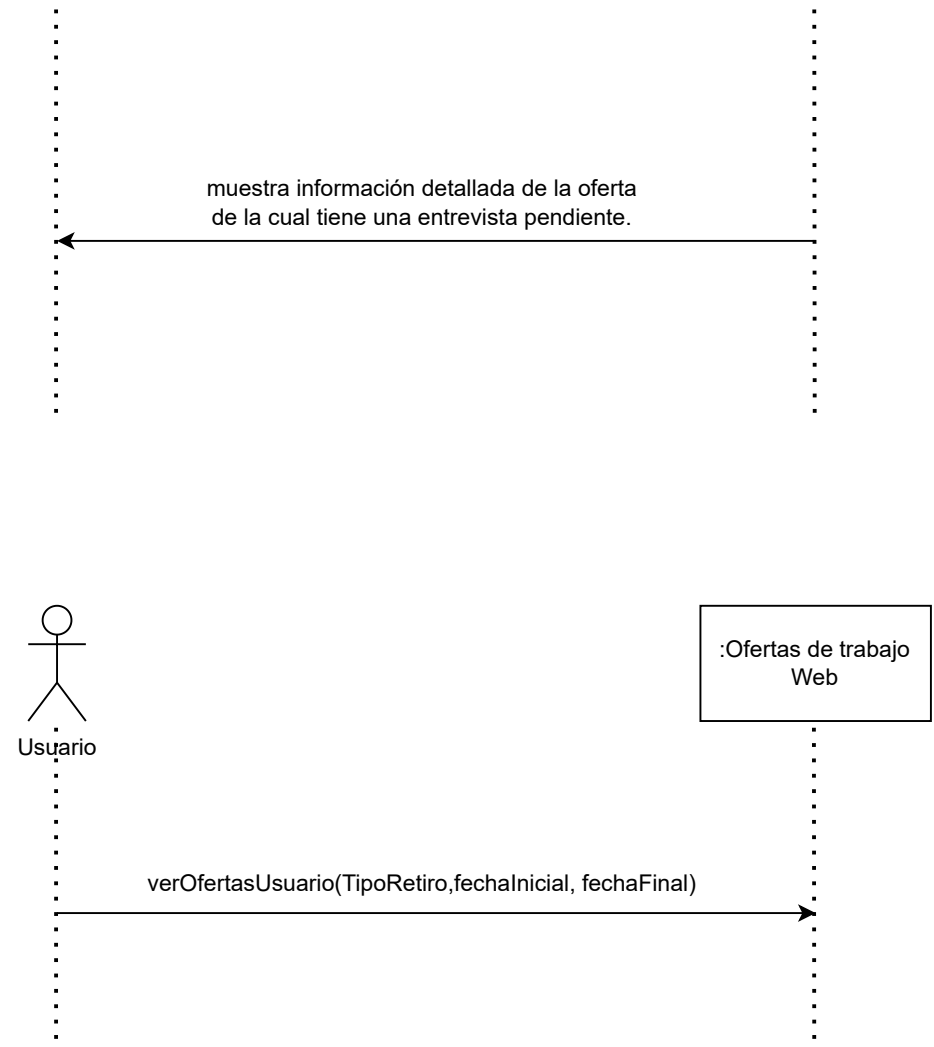 muestra información detallada de la oferta
de la cual tiene una entrevista pendiente.
:Ofertas de trabajo
Web
Usuario
verOfertasUsuario(TipoRetiro,fechaInicial, fechaFinal)